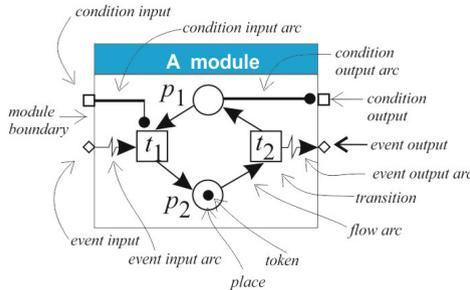 condition input
condition input arc
A module
condition
output arc
p1
condition
output
module
boundary
t1
t2
event output
event output arc
transition
p2
flow arc
event input
event input arc
token
place